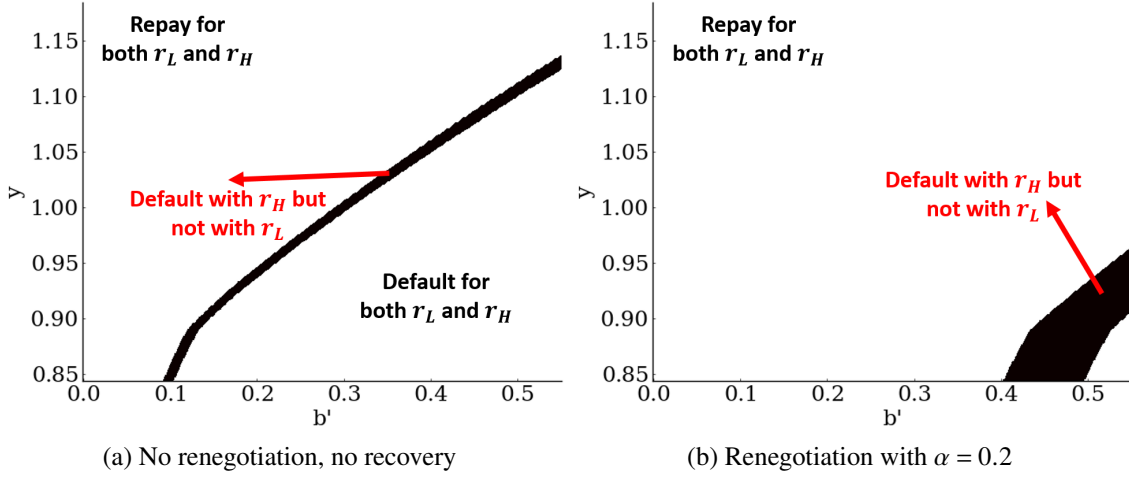 Repay for
both r_L and r_H
1.15
1.10
1.05
1.00
0.95
0.90
0.85
y
Default with r_H but
not with r_L
Default for
both r_L and r_H
0.0
0.1
0.2
0.3
0.4
0.5
b'
(a) No renegotiation, no recovery
Repay for
both r_L and r_H
1.15
1.10
1.05
1.00
0.95
0.90
0.85
y
Default with r_H but
not with r_L
0.0
0.1
0.2
0.3
0.4
0.5
b'
(b) Renegotiation with α = 0.2